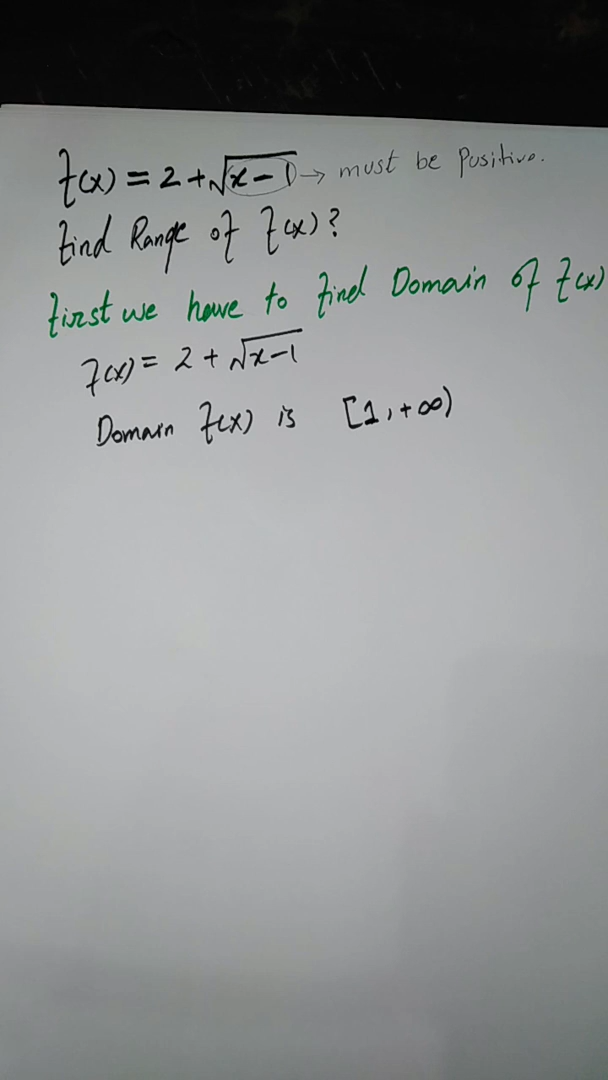 f(x) = 2 + √x-1 → must be Positive.
find Range of f(x)?
first we have to find Domain of f(x)
f(x) = 2 + √x-1
Domain f(x) is [1, +∞)